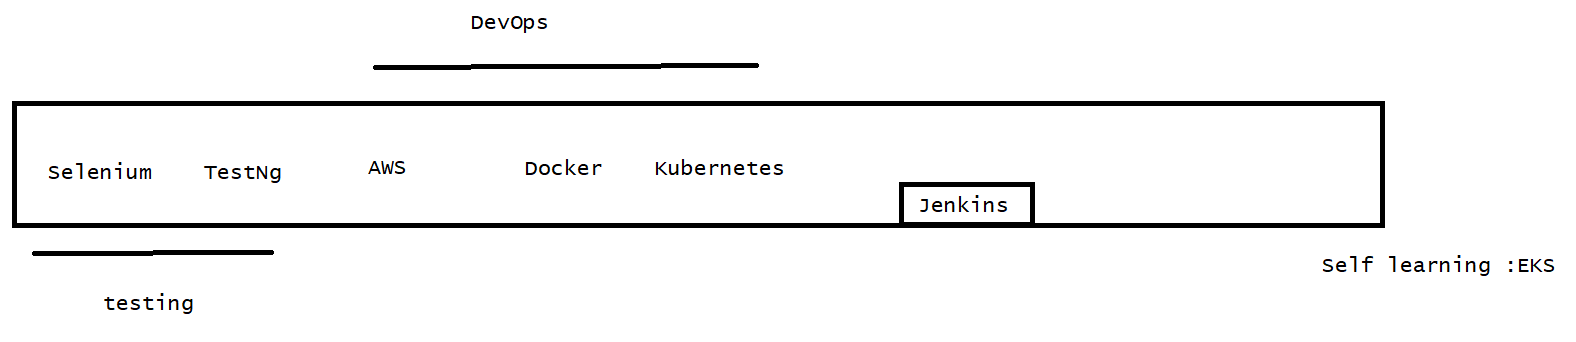 DevOps
Selenium TestNg AWS Docker Kubernetes
Jenkins
Self learning :EKS
testing